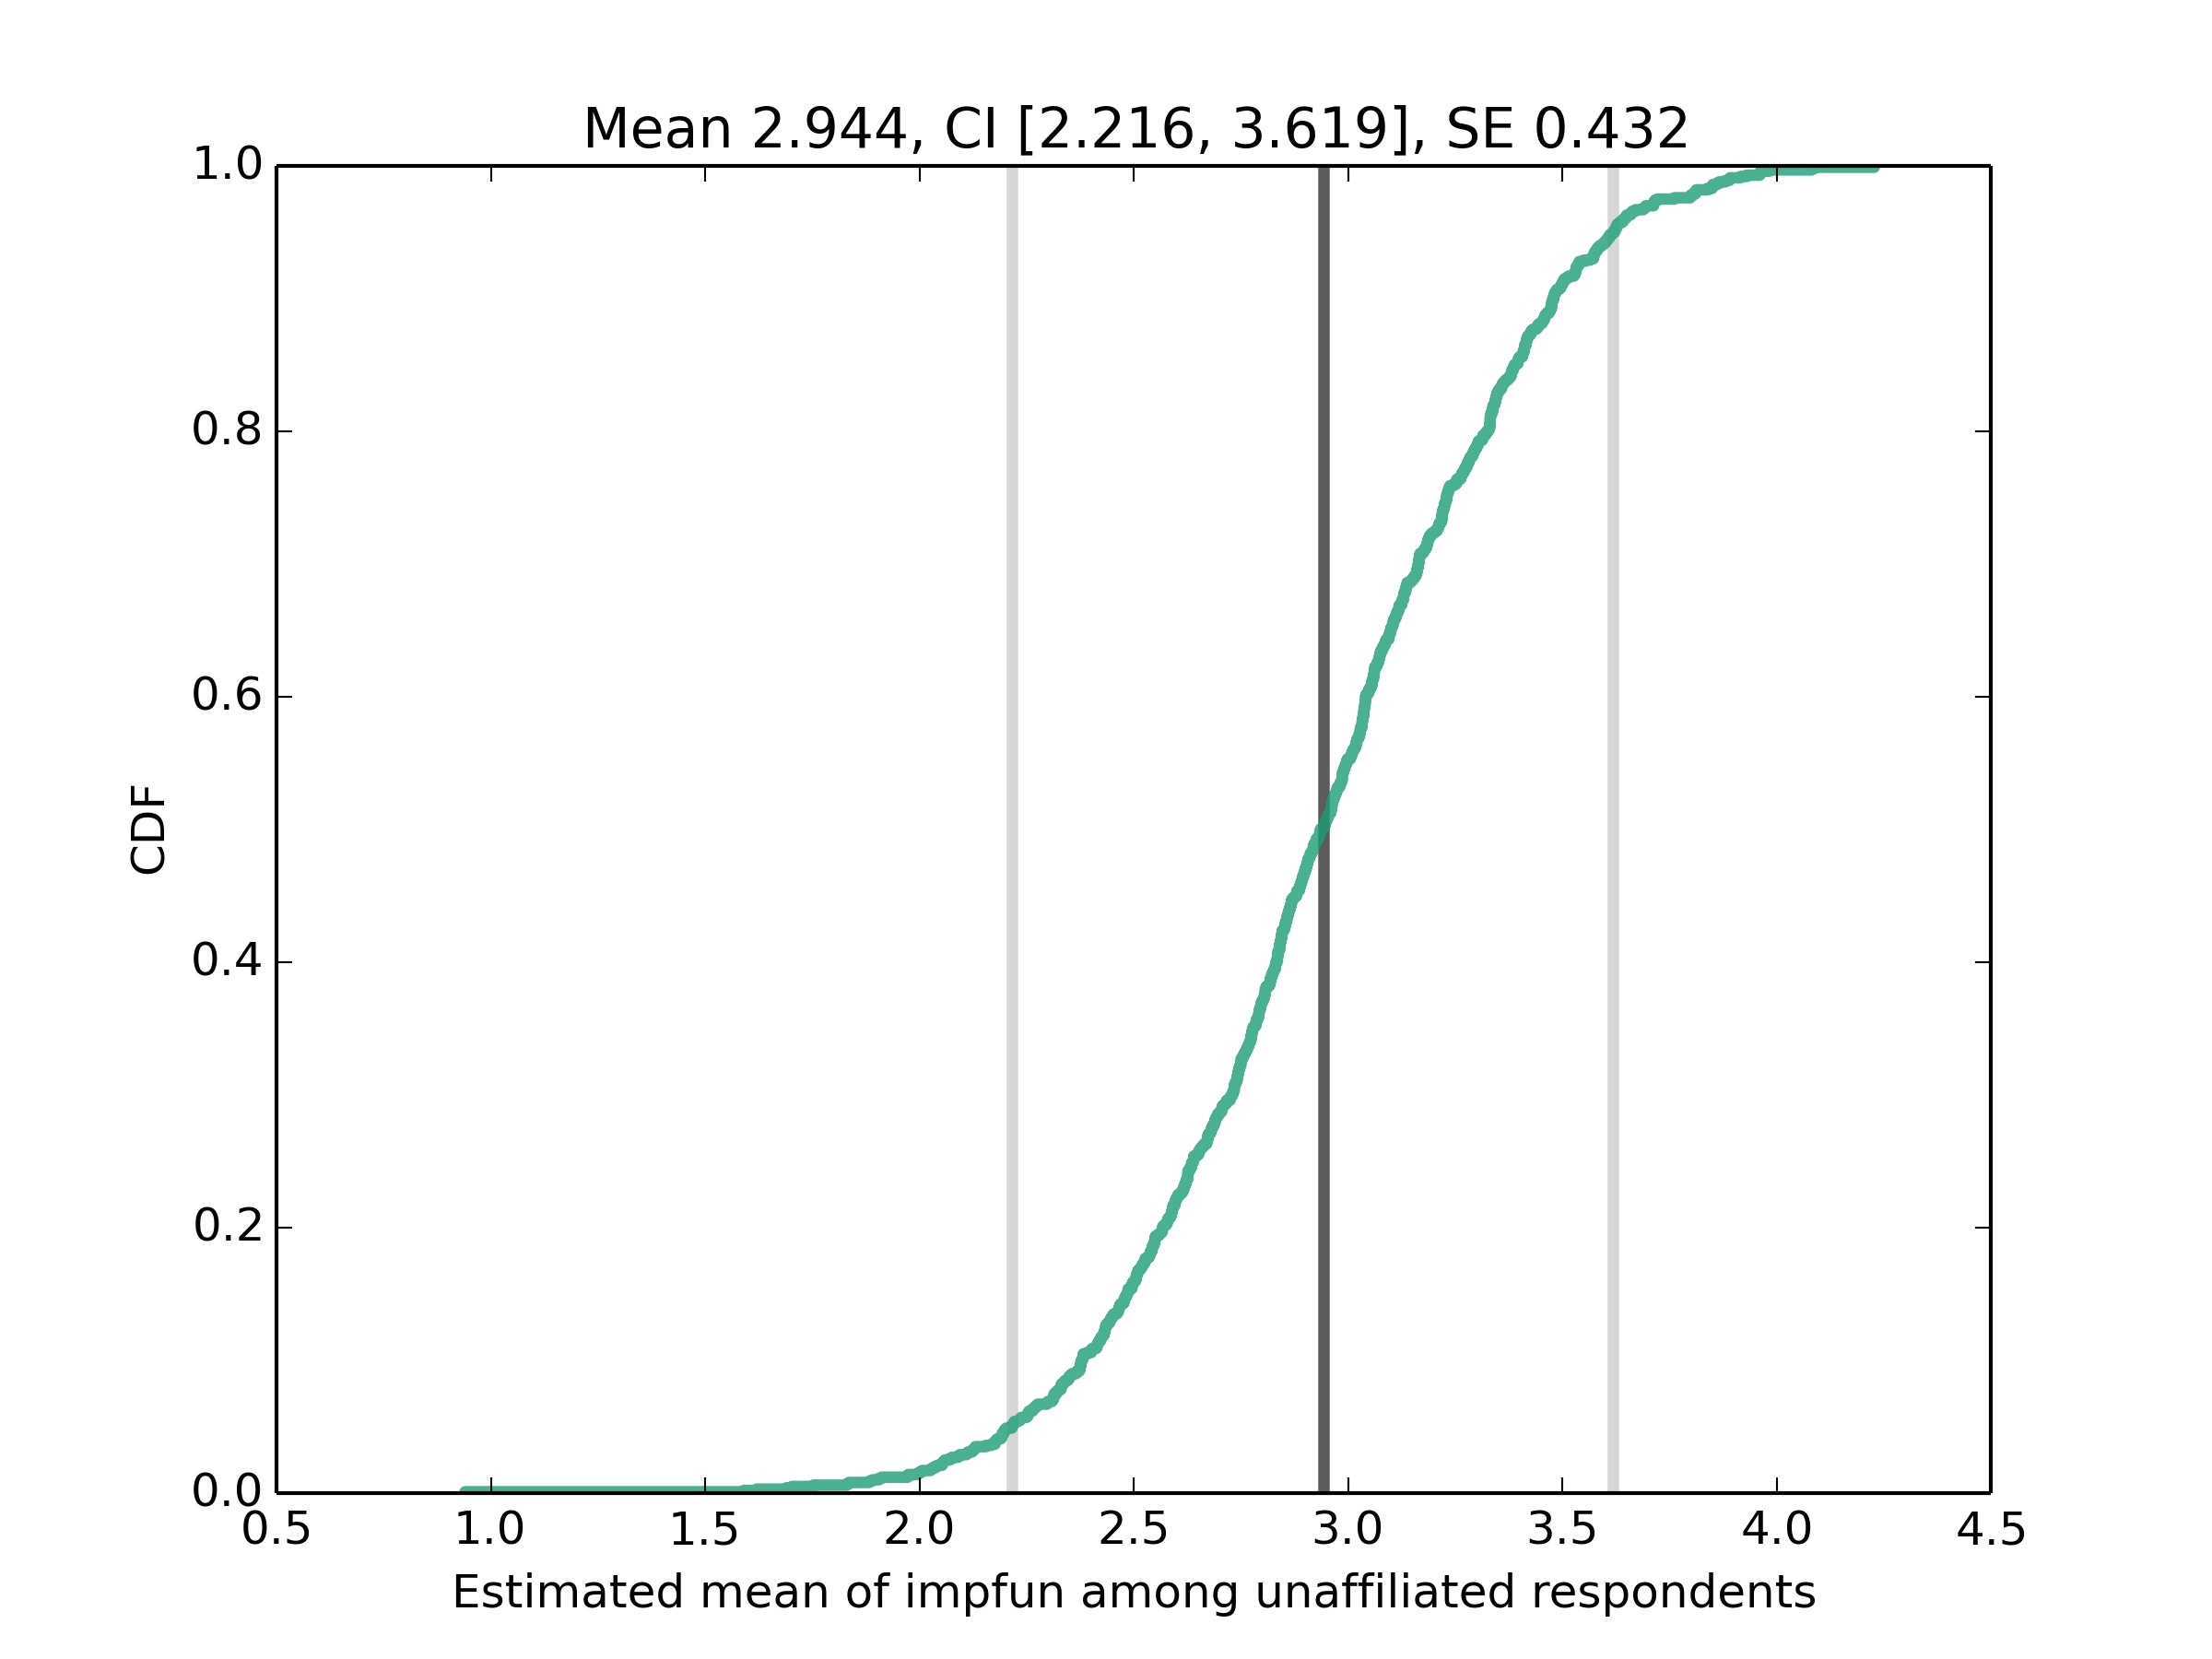 Mean 2.944, CI [2.216, 3.619], SE 0.432
1.0
0.8
0.6
0.4
0.2
0.0
CDF
0.5 1.0 1.5 2.0 2.5 3.0 3.5 4.0 4.5
Estimated mean of impfun among unaffiliated respondents